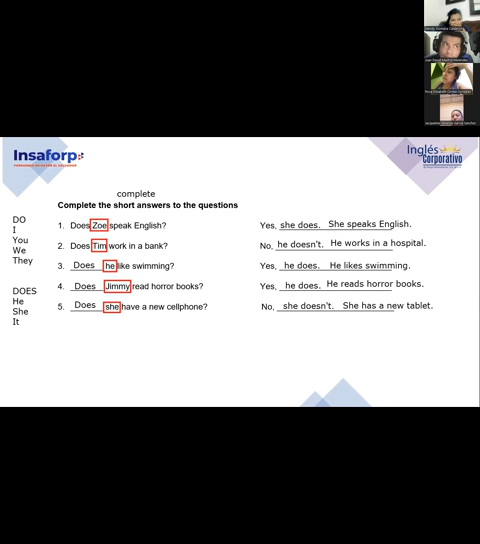 Insaforp
Inglés
Corporativo
complete
Complete the short answers to the questions
DO
I
You
We
They
DOES
He
She
It
1. Does Zoe speak English? Yes, she does. She speaks English.
2. Does Tim work in a bank? No, he doesn't. He works in a hospital.
3. Does he like swimming? Yes, he does. He likes swimming.
4. Does Jimmy read horror books? Yes, he does. He reads horror books.
5. Does she have a new cellphone? No, she doesn't. She has a new tablet.